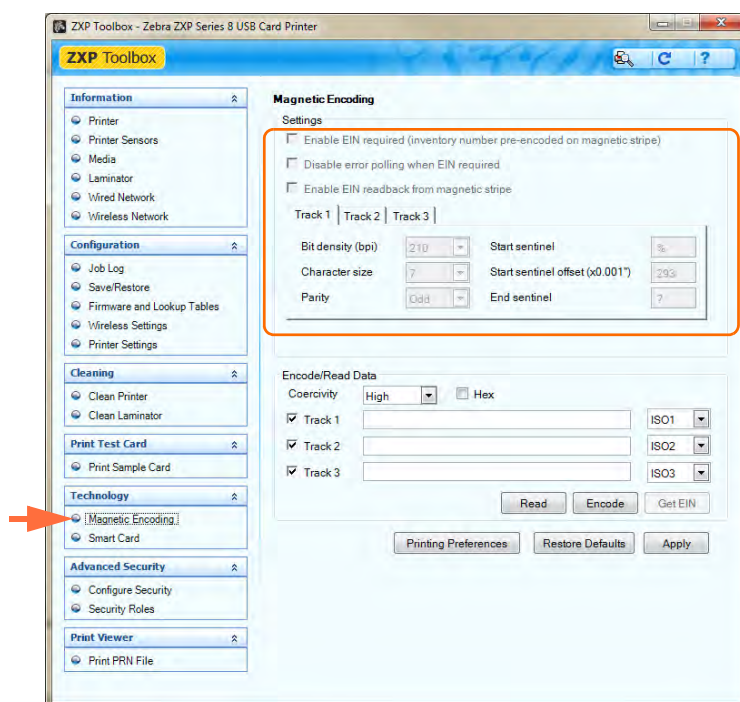 ZXP Toolbox - Zebra ZXP Series 8 USB Card Printer
ZXP Toolbox
Information
Printer
Printer Sensors
Media
Laminator
Wired Network
Wireless Network
Configuration
Job Log
Save/Restore
Firmware and Lookup Tables
Wireless Settings
Printer Settings
Cleaning
Clean Printer
Clean Laminator
Print Test Card
Print Sample Card
Technology
Magnetic Encoding
Smart Card
Advanced Security
Configure Security
Security Roles
Print Viewer
Print PRN File
Magnetic Encoding
Settings
Enable EIN required (inventory number pre-encoded on magnetic stripe)
Disable error polling when EIN required
Enable EIN readback from magnetic stripe
Track 1 Track 2 Track 3
Bit density (bpi) 210 Start sentinel %
Character size 7 Start sentinel offset (x0.001") 293
Parity Odd End sentinel ?
Encode/Read Data
Coercivity High Hex
Track 1 ISO1
Track 2 ISO2
Track 3 ISO3
Read Encode Get EIN
Printing Preferences Restore Defaults Apply